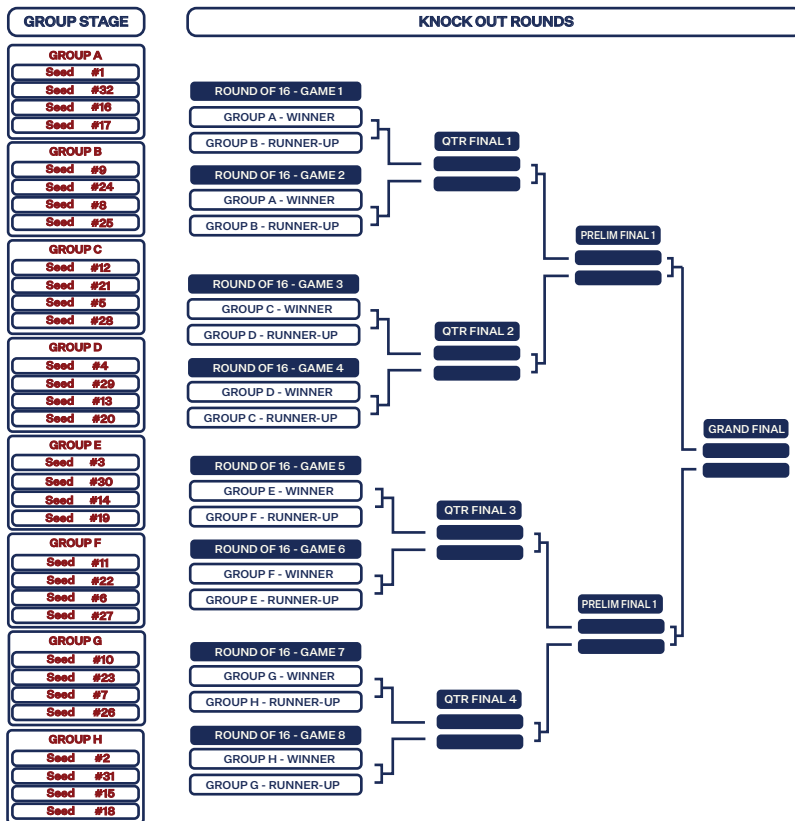 GROUP STAGE
GROUP A
Seed #1
Seed #32
Seed #16
Seed #17
GROUP B
Seed #9
Seed #24
Seed #8
Seed #25
GROUP C
Seed #12
Seed #21
Seed #5
Seed #28
GROUP D
Seed #4
Seed #29
Seed #13
Seed #20
GROUP E
Seed #3
Seed #30
Seed #14
Seed #19
GROUP F
Seed #11
Seed #22
Seed #6
Seed #27
GROUP G
Seed #10
Seed #23
Seed #7
Seed #26
GROUP H
Seed #2
Seed #31
Seed #15
Seed #18
KNOCK OUT ROUNDS
ROUND OF 16 - GAME 1
GROUP A - WINNER
GROUP B - RUNNER-UP
ROUND OF 16 - GAME 2
GROUP A - WINNER
GROUP B - RUNNER-UP
ROUND OF 16 - GAME 3
GROUP C - WINNER
GROUP D - RUNNER-UP
ROUND OF 16 - GAME 4
GROUP D - WINNER
GROUP C - RUNNER-UP
ROUND OF 16 - GAME 5
GROUP E - WINNER
GROUP F - RUNNER-UP
ROUND OF 16 - GAME 6
GROUP F - WINNER
GROUP E - RUNNER-UP
ROUND OF 16 - GAME 7
GROUP G - WINNER
GROUP H - RUNNER-UP
ROUND OF 16 - GAME 8
GROUP H - WINNER
GROUP G - RUNNER-UP
QTR FINAL 1
QTR FINAL 2
QTR FINAL 3
QTR FINAL 4
PRELIM FINAL 1
PRELIM FINAL 1
GRAND FINAL